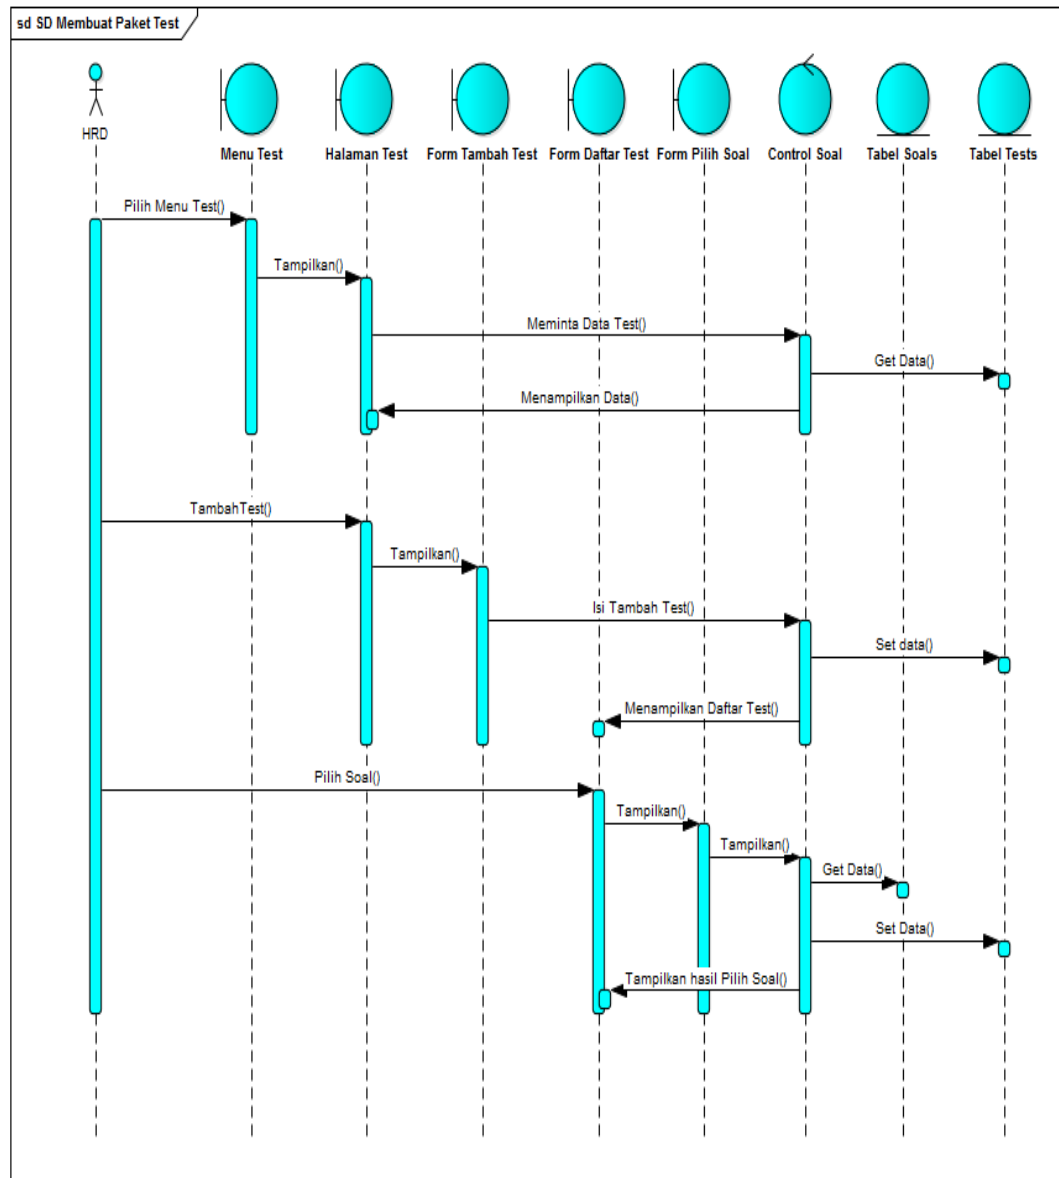 sd SD Membuat Paket Test
HRD
Menu Test
Halaman Test
Form Tambah Test
Form Daftar Test
Form Pilih Soal
Control Soal
Tabel Soals
Tabel Tests
Pilih Menu Test()
Tampilkan()
Meminta Data Test()
Get Data()
Menampilkan Data()
TambahTest()
Tampilkan()
Isi Tambah Test()
Set data()
Menampilkan Daftar Test()
Pilih Soal()
Tampilkan()
Tampilkan()
Get Data()
Set Data()
Tampilkan hasil Pilih Soal()